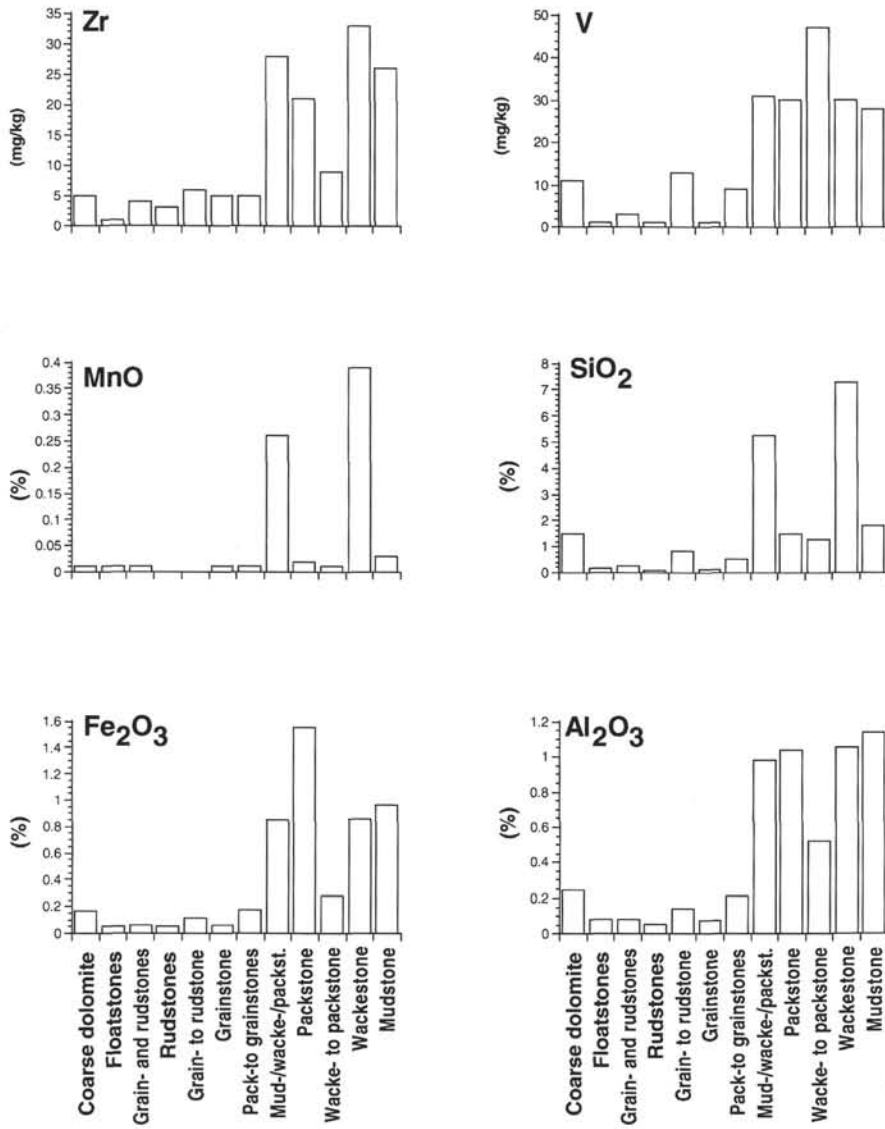 Zr
(mg/kg)
35
30
25
20
15
10
5
0
V
(mg/kg)
50
40
30
20
10
0
MnO
(%)
0.4
0.35
0.3
0.25
0.2
0.15
0.1
0.05
0
SiO2
(%)
8
7
6
5
4
3
2
1
0
Fe2O3
(%)
1.6
1.4
1.2
1
0.8
0.6
0.4
0.2
0
Al2O3
(%)
1.2
1
0.8
0.6
0.4
0.2
0
Coarse dolomite
Floatstones
Grain- and rudstones
Rudstones
Grain- to rudstone
Grainstone
Pack-to grainstones
Mud-/wacke-/packst.
Packstone
Wacke- to packstone
Wackestone
Mudstone
Coarse dolomite
Floatstones
Grain- and rudstones
Rudstones
Grain- to rudstone
Grainstone
Pack-to grainstones
Mud-/wacke-/packst.
Packstone
Wacke- to packstone
Wackestone
Mudstone